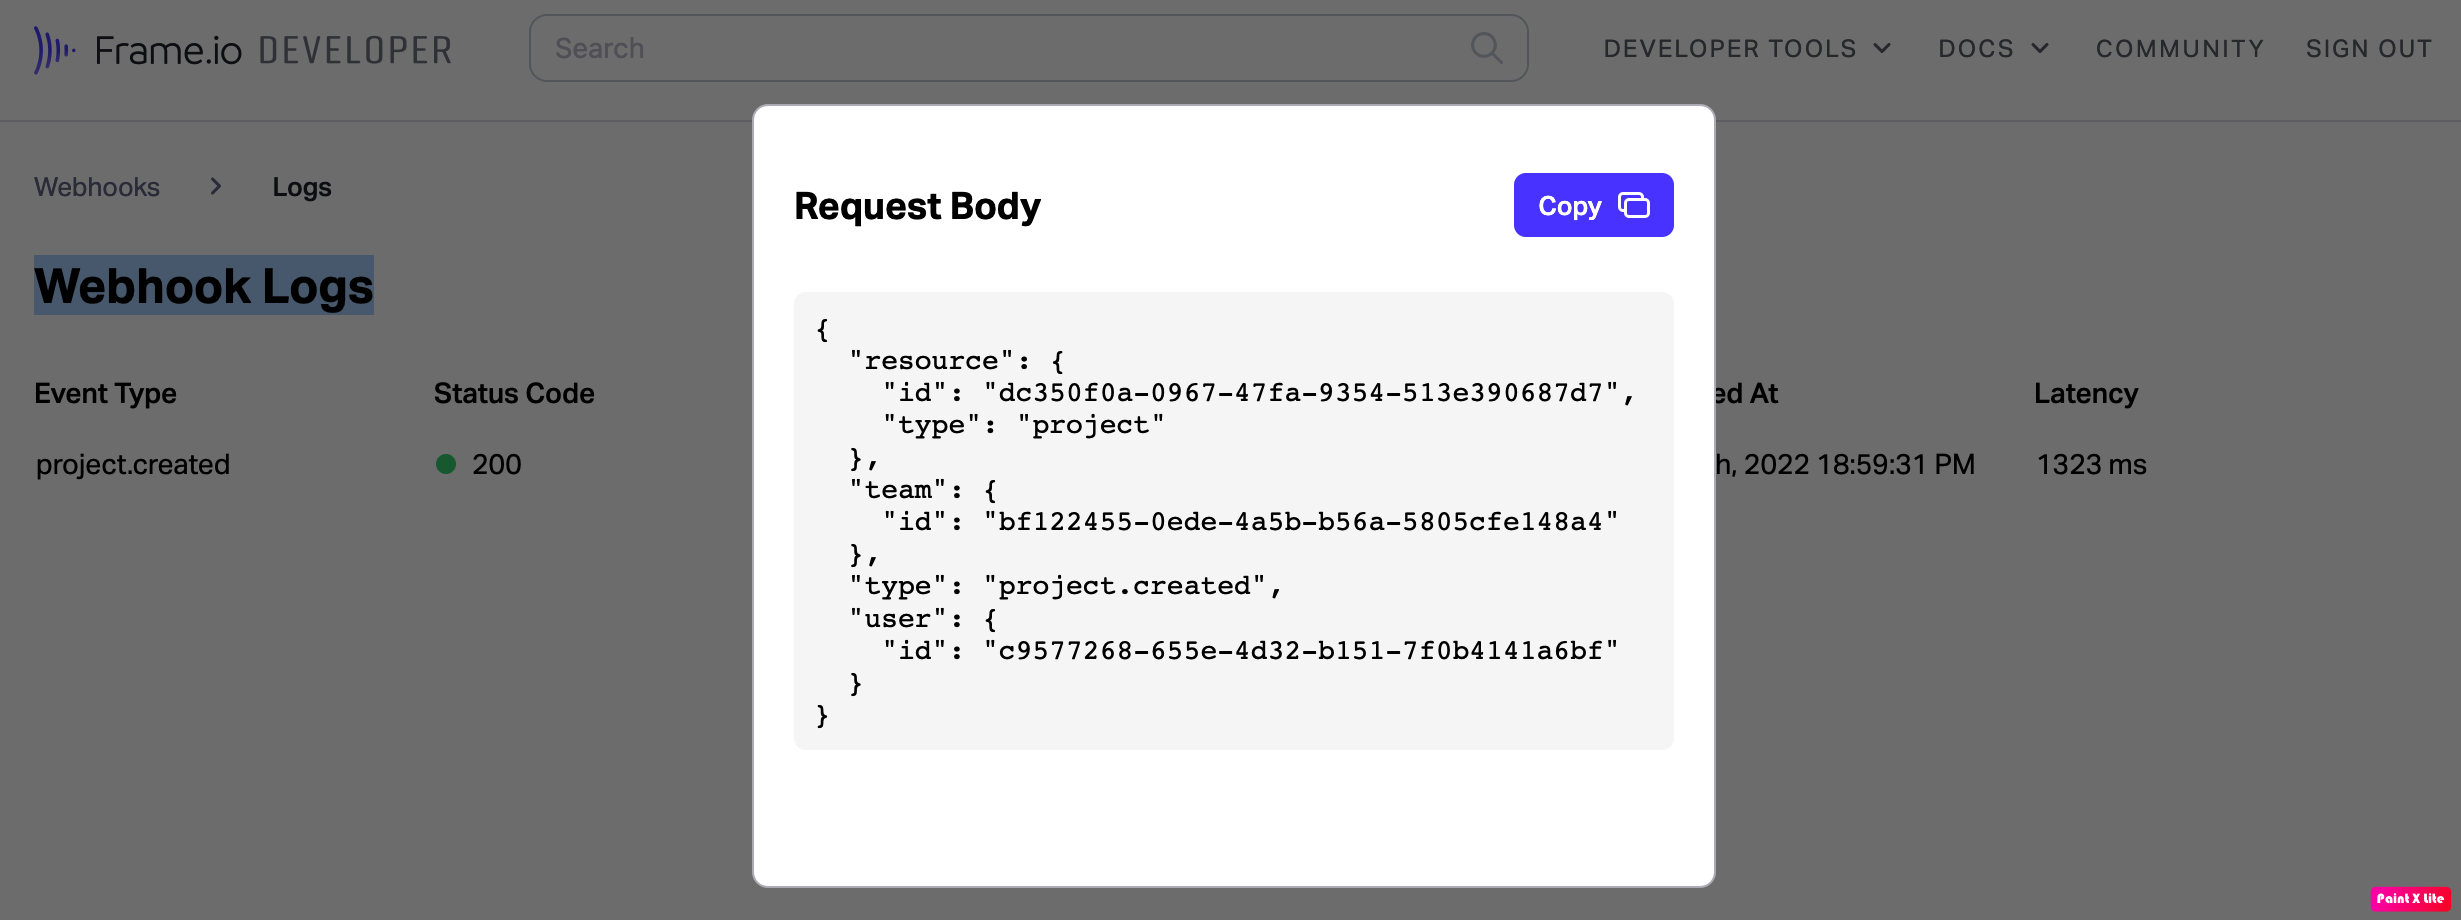 Frame.io DEVELOPER
Search
DEVELOPER TOOLS
DOCS
COMMUNITY
SIGN OUT
Webhooks > Logs
Webhook Logs
Event Type
Status Code
ed At
Latency
project.created
200
h, 2022 18:59:31 PM
1323 ms
Request Body
Copy
{
  "resource": {
    "id": "dc350f0a-0967-47fa-9354-513e390687d7",
    "type": "project"
  },
  "team": {
    "id": "bf122455-0ede-4a5b-b56a-5805cfe148a4"
  },
  "type": "project.created",
  "user": {
    "id": "c9577268-655e-4d32-b151-7f0b4141a6bf"
  }
}
Paint X Lite